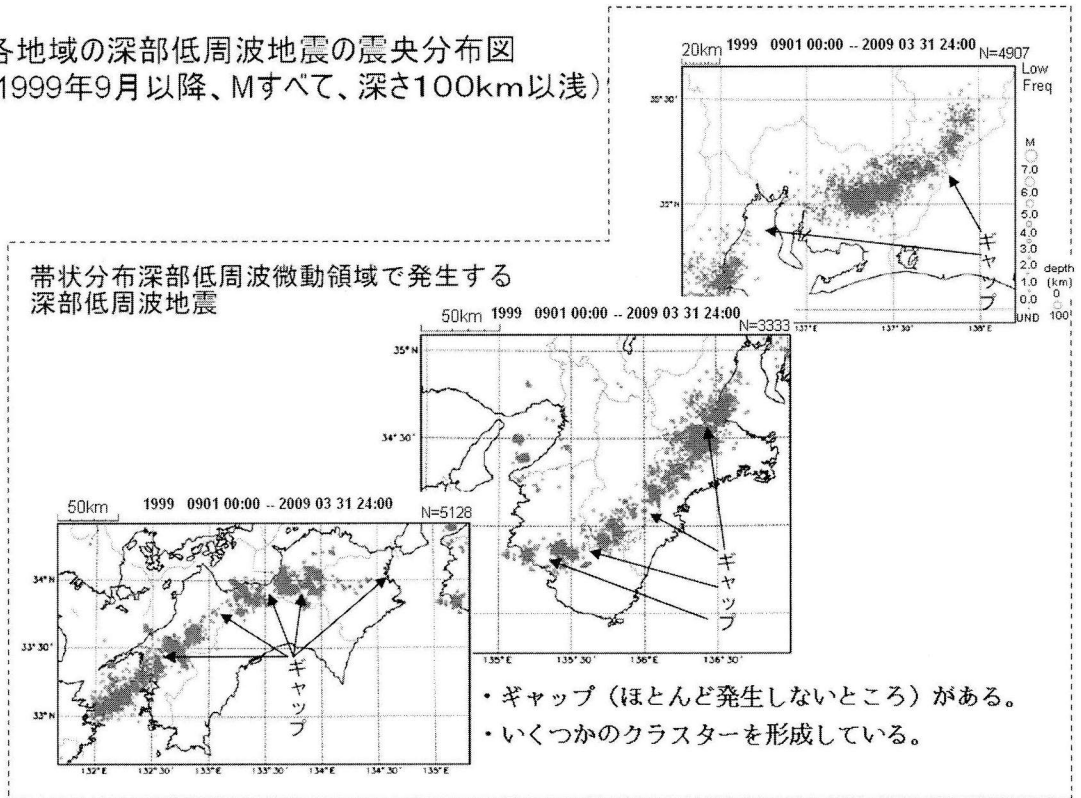 各地域の深部低周波地震の震央分布図
1999年9月以降、Mすべて、深さ100km以浅)
20km 1999 0901 00:00 -- 2009 03 31 24:00 N=4907
Low
Freq
35°30'
M
7.0
6.0
35°N
5.0
4.0
3.0
2.0
1.0
0.0
UND
depth
(km)
0
100
ギャップ
137°E 137°30' 138°E
帯状分布深部低周波微動領域で発生する
深部低周波地震
50km 1999 0901 00:00 -- 2009 03 31 24:00 N=3333
35°N
34°30'
ギャップ
135°E 135°30' 136°E 136°30'
50km 1999 0901 00:00 -- 2009 03 31 24:00 N=5128
34°N
33°30'
33°N
ギャップ
132°E 132°30' 133°E 133°30' 134°E 134°30' 135°E
・ギャップ(ほとんど発生しないところ)がある。
・いくつかのクラスターを形成している。